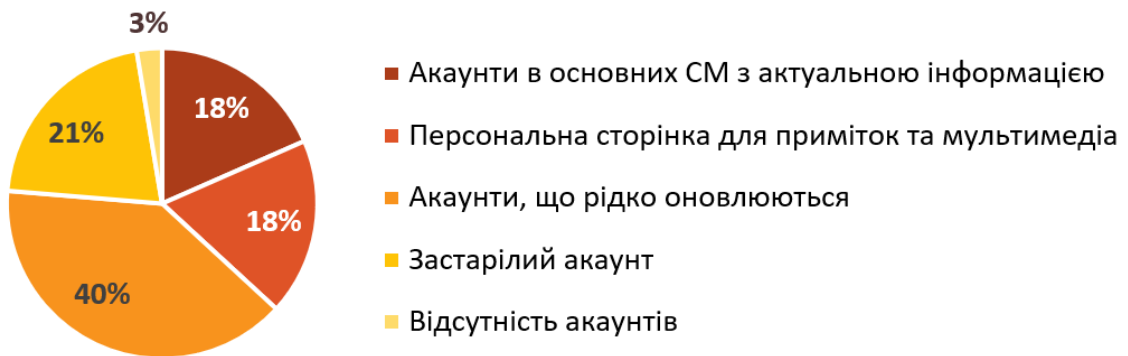 3%
18%
21%
18%
40%
Акаунти в основних СМ з актуальною інформацією
Персональна сторінка для приміток та мультимедіа
Акаунти, що рідко оновлюються
Застарілий акаунт
Відсутність акаунтів